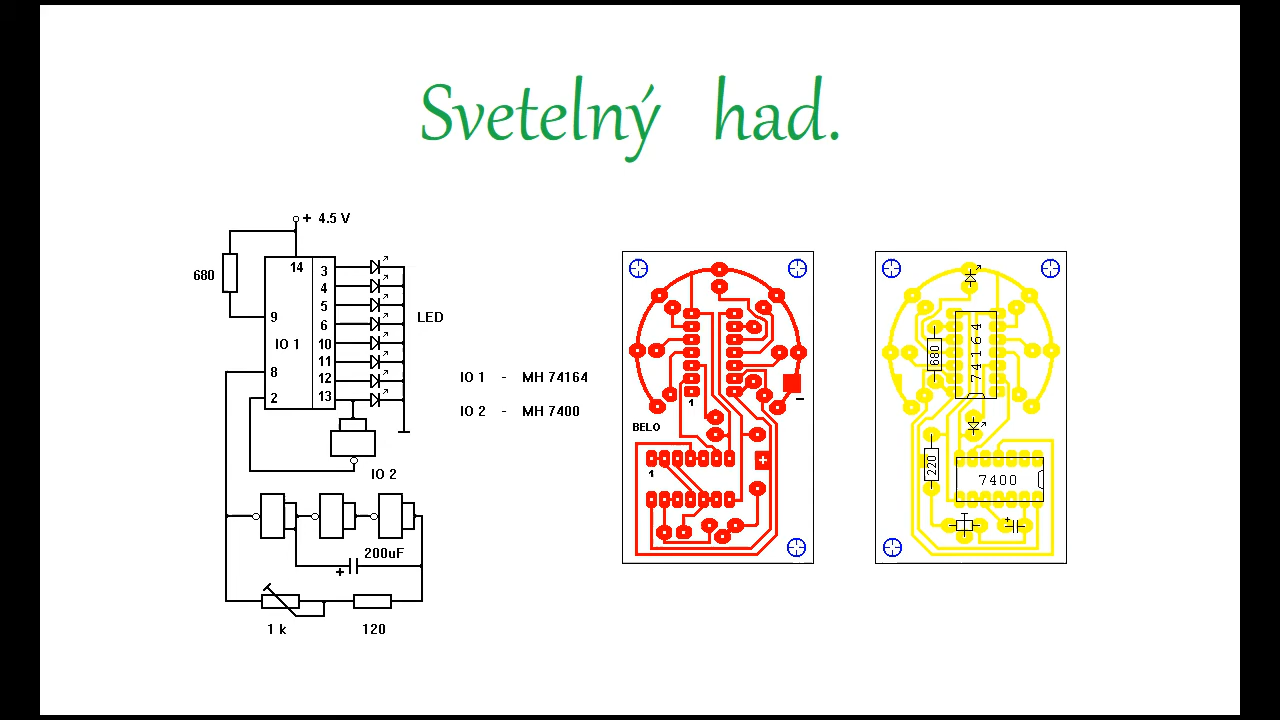 Svetelný had.
+ 4.5 V
14
680
3
4
5
6
10
11
12
13
9
IO 1
8
2
LED
IO 2
200uF
+
1 k
120
IO 1 - MH 74164
IO 2 - MH 7400
1
BELO
−
+
1
680
74164
220
7400
+